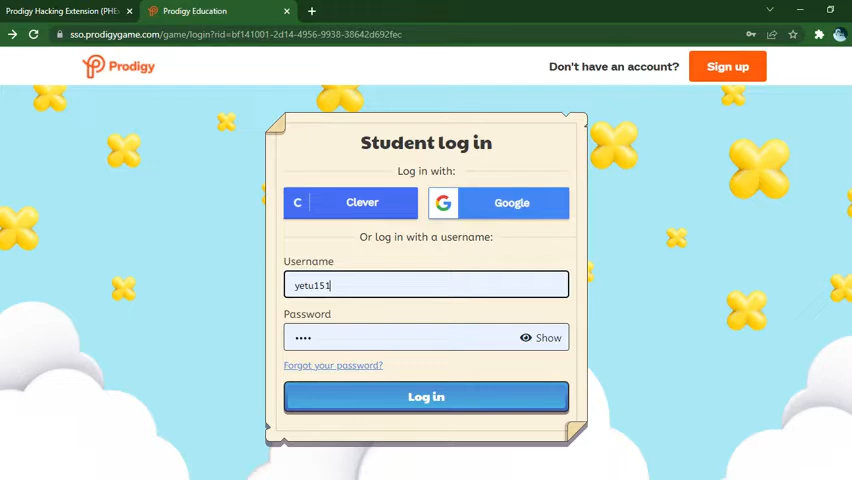 Prodigy Hacking Extension (PHE
Prodigy Education
sso.prodigygame.com/game/login?rid=bf141001-2d14-4956-9938-38642d692fec
Prodigy
Don't have an account?
Sign up
Student log in
Log in with:
C Clever
G Google
Or log in with a username:
Username
yetu151
Password
•••• Show
Forgot your password?
Log in